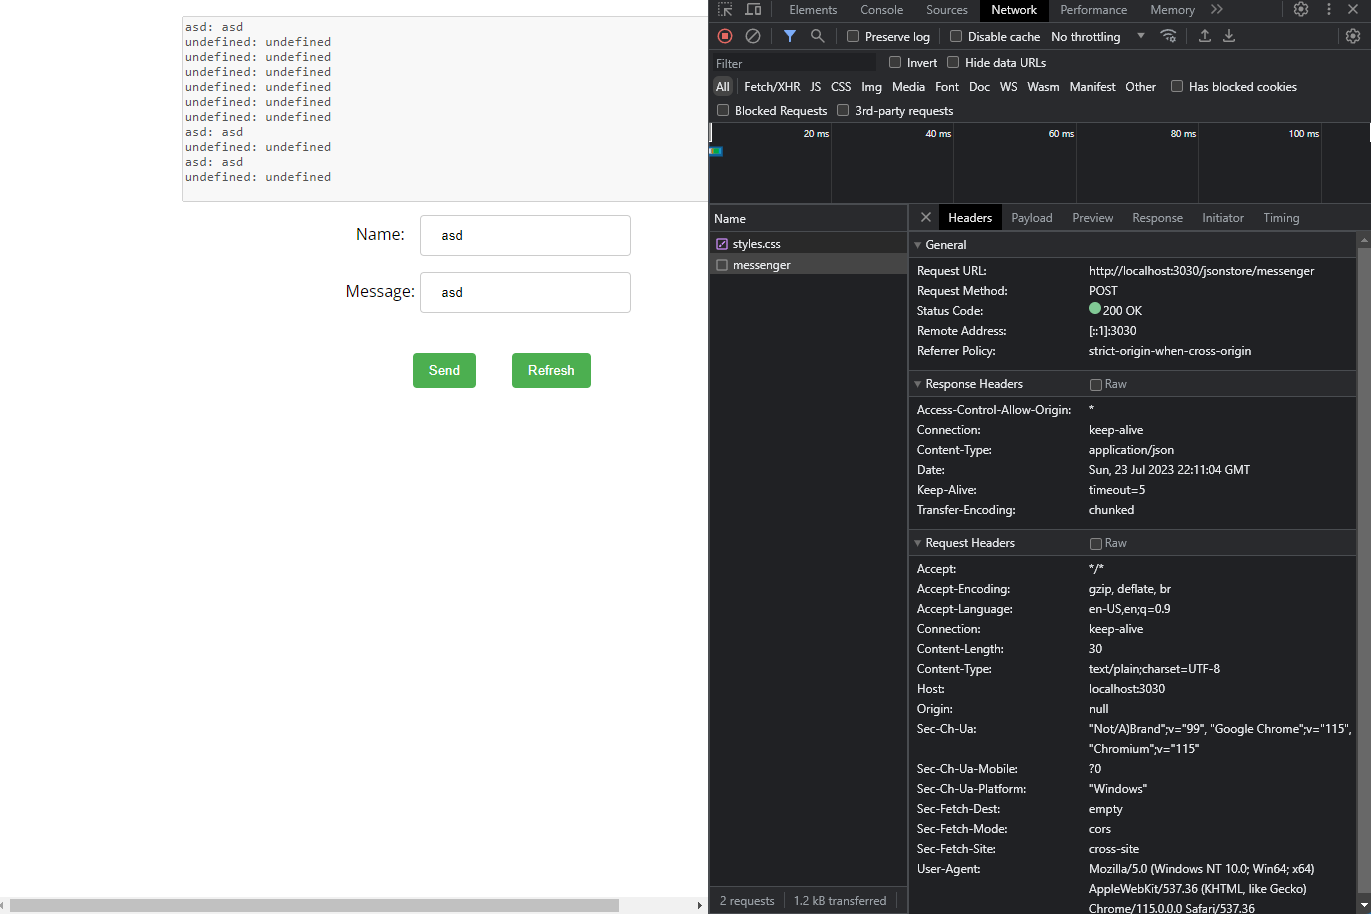 asd: asd
undefined: undefined
undefined: undefined
undefined: undefined
undefined: undefined
undefined: undefined
undefined: undefined
asd: asd
undefined: undefined
asd: asd
undefined: undefined
Name: asd
Message: asd
Send Refresh
Elements Console Sources Network Performance Memory
Preserve log Disable cache No throttling
Filter Invert Hide data URLs
All Fetch/XHR JS CSS Img Media Font Doc WS Wasm Manifest Other Has blocked cookies
Blocked Requests 3rd-party requests
20 ms 40 ms 60 ms 80 ms 100 ms
Name
styles.css
messenger
2 requests 1.2 kB transferred
Headers Payload Preview Response Initiator Timing
General
Request URL: http://localhost:3030/jsonstore/messenger
Request Method: POST
Status Code: 200 OK
Remote Address: [::1]:3030
Referrer Policy: strict-origin-when-cross-origin
Response Headers Raw
Access-Control-Allow-Origin: *
Connection: keep-alive
Content-Type: application/json
Date: Sun, 23 Jul 2023 22:11:04 GMT
Keep-Alive: timeout=5
Transfer-Encoding: chunked
Request Headers Raw
Accept: */*
Accept-Encoding: gzip, deflate, br
Accept-Language: en-US,en;q=0.9
Connection: keep-alive
Content-Length: 30
Content-Type: text/plain;charset=UTF-8
Host: localhost:3030
Origin: null
Sec-Ch-Ua: "Not/A)Brand";v="99", "Google Chrome";v="115",
"Chromium";v="115"
Sec-Ch-Ua-Mobile: ?0
Sec-Ch-Ua-Platform: "Windows"
Sec-Fetch-Dest: empty
Sec-Fetch-Mode: cors
Sec-Fetch-Site: cross-site
User-Agent: Mozilla/5.0 (Windows NT 10.0; Win64; x64)
AppleWebKit/537.36 (KHTML, like Gecko)
Chrome/115.0.0.0 Safari/537.36